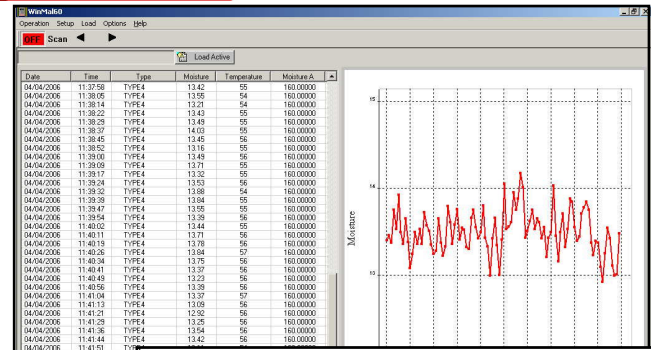 WinMal60
Operation Setup Load Options Help
OFF Scan
Load Active
Date Time Type Moisture Temperature Moisture A
04/04/2006 11:37:58 TYPE4 13.42 55 160.00000
04/04/2006 11:38:05 TYPE4 13.55 54 160.00000
04/04/2006 11:38:14 TYPE4 13.21 54 160.00000
04/04/2006 11:38:22 TYPE4 13.43 55 160.00000
04/04/2006 11:38:29 TYPE4 13.49 55 160.00000
04/04/2006 11:38:37 TYPE4 14.03 55 160.00000
04/04/2006 11:38:45 TYPE4 13.45 56 160.00000
04/04/2006 11:38:52 TYPE4 13.16 55 160.00000
04/04/2006 11:39:00 TYPE4 13.49 56 160.00000
04/04/2006 11:39:09 TYPE4 13.71 55 160.00000
04/04/2006 11:39:17 TYPE4 13.32 55 160.00000
04/04/2006 11:39:24 TYPE4 13.53 56 160.00000
04/04/2006 11:39:32 TYPE4 13.88 54 160.00000
04/04/2006 11:39:39 TYPE4 13.84 55 160.00000
04/04/2006 11:39:47 TYPE4 13.55 55 160.00000
04/04/2006 11:39:54 TYPE4 13.39 56 160.00000
04/04/2006 11:40:02 TYPE4 13.44 55 160.00000
04/04/2006 11:40:11 TYPE4 13.71 56 160.00000
04/04/2006 11:40:19 TYPE4 13.78 56 160.00000
04/04/2006 11:40:26 TYPE4 13.84 57 160.00000
04/04/2006 11:40:34 TYPE4 13.75 56 160.00000
04/04/2006 11:40:41 TYPE4 13.37 56 160.00000
04/04/2006 11:40:49 TYPE4 13.23 56 160.00000
04/04/2006 11:40:56 TYPE4 13.39 56 160.00000
04/04/2006 11:41:04 TYPE4 13.37 57 160.00000
04/04/2006 11:41:13 TYPE4 13.09 56 160.00000
04/04/2006 11:41:21 TYPE4 12.92 56 160.00000
04/04/2006 11:41:29 TYPE4 13.25 56 160.00000
04/04/2006 11:41:36 TYPE4 13.54 56 160.00000
04/04/2006 11:41:44 TYPE4 13.42 56 160.00000
04/04/2006 11:41:51
15
14
Moisture